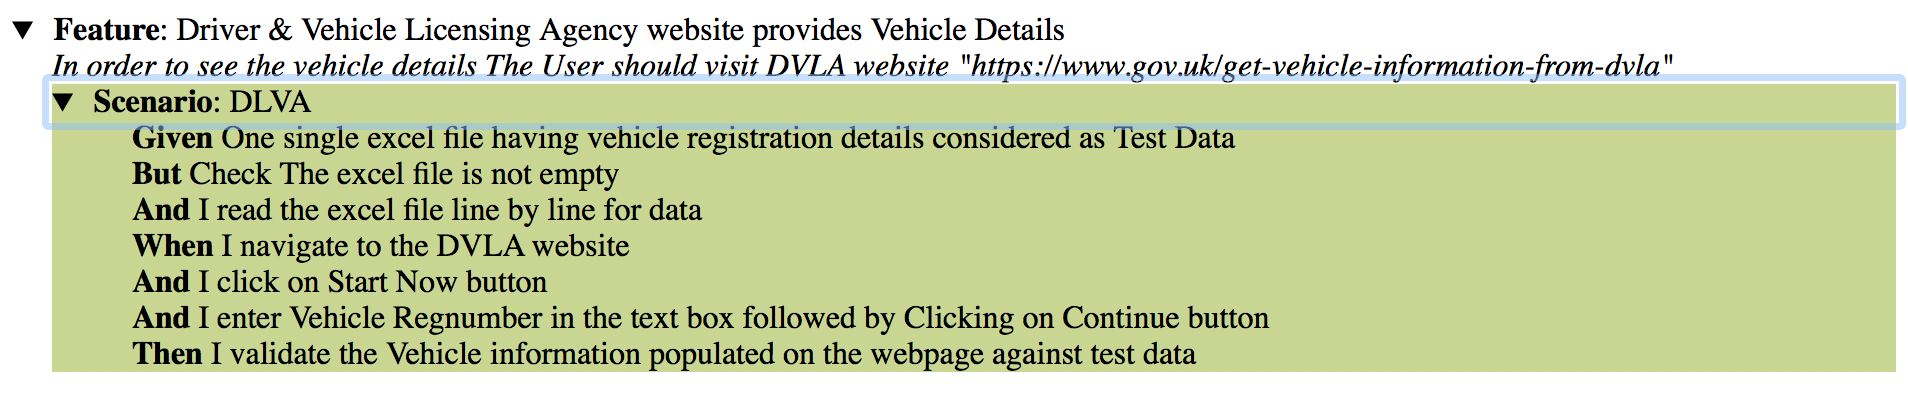 Feature: Driver & Vehicle Licensing Agency website provides Vehicle Details
In order to see the vehicle details The User should visit DVLA website "https://www.gov.uk/get-vehicle-information-from-dvla"
Scenario: DLVA
Given One single excel file having vehicle registration details considered as Test Data
But Check The excel file is not empty
And I read the excel file line by line for data
When I navigate to the DVLA website
And I click on Start Now button
And I enter Vehicle Regnumber in the text box followed by Clicking on Continue button
Then I validate the Vehicle information populated on the webpage against test data